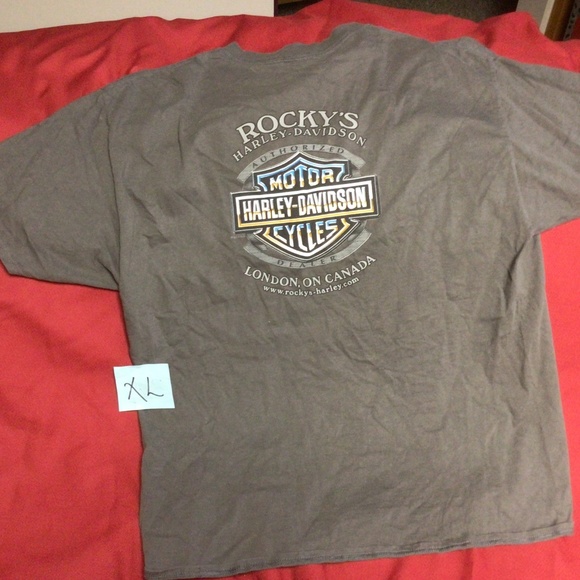 ROCKY'S
HARLEY-DAVIDSON
AUTHORIZED
MOTOR
HARLEY-DAVIDSON
CYCLES
DEALER
LONDON, ON CANADA
www.rockys-harley.com
XL